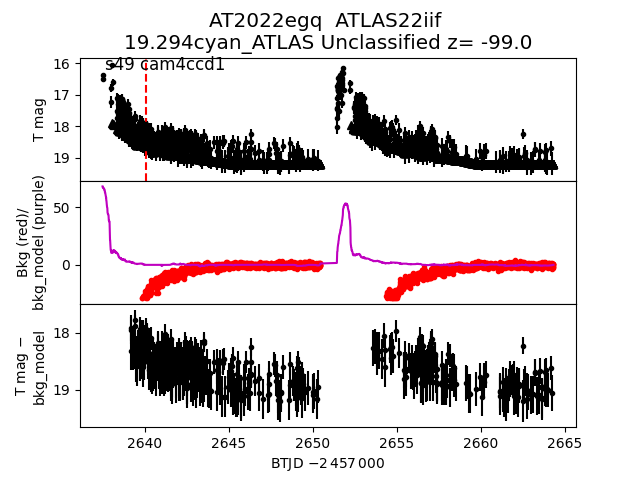 AT2022egq ATLAS22iif
19.294cyan_ATLAS Unclassified z= -99.0
s49 cam4ccd1
16
17
18
19
T mag
50
0
Bkg (red)/
bkg_model (purple)
18
19
T mag −
bkg_model
2640
2645
2650
2655
2660
2665
BTJD −2 457 000